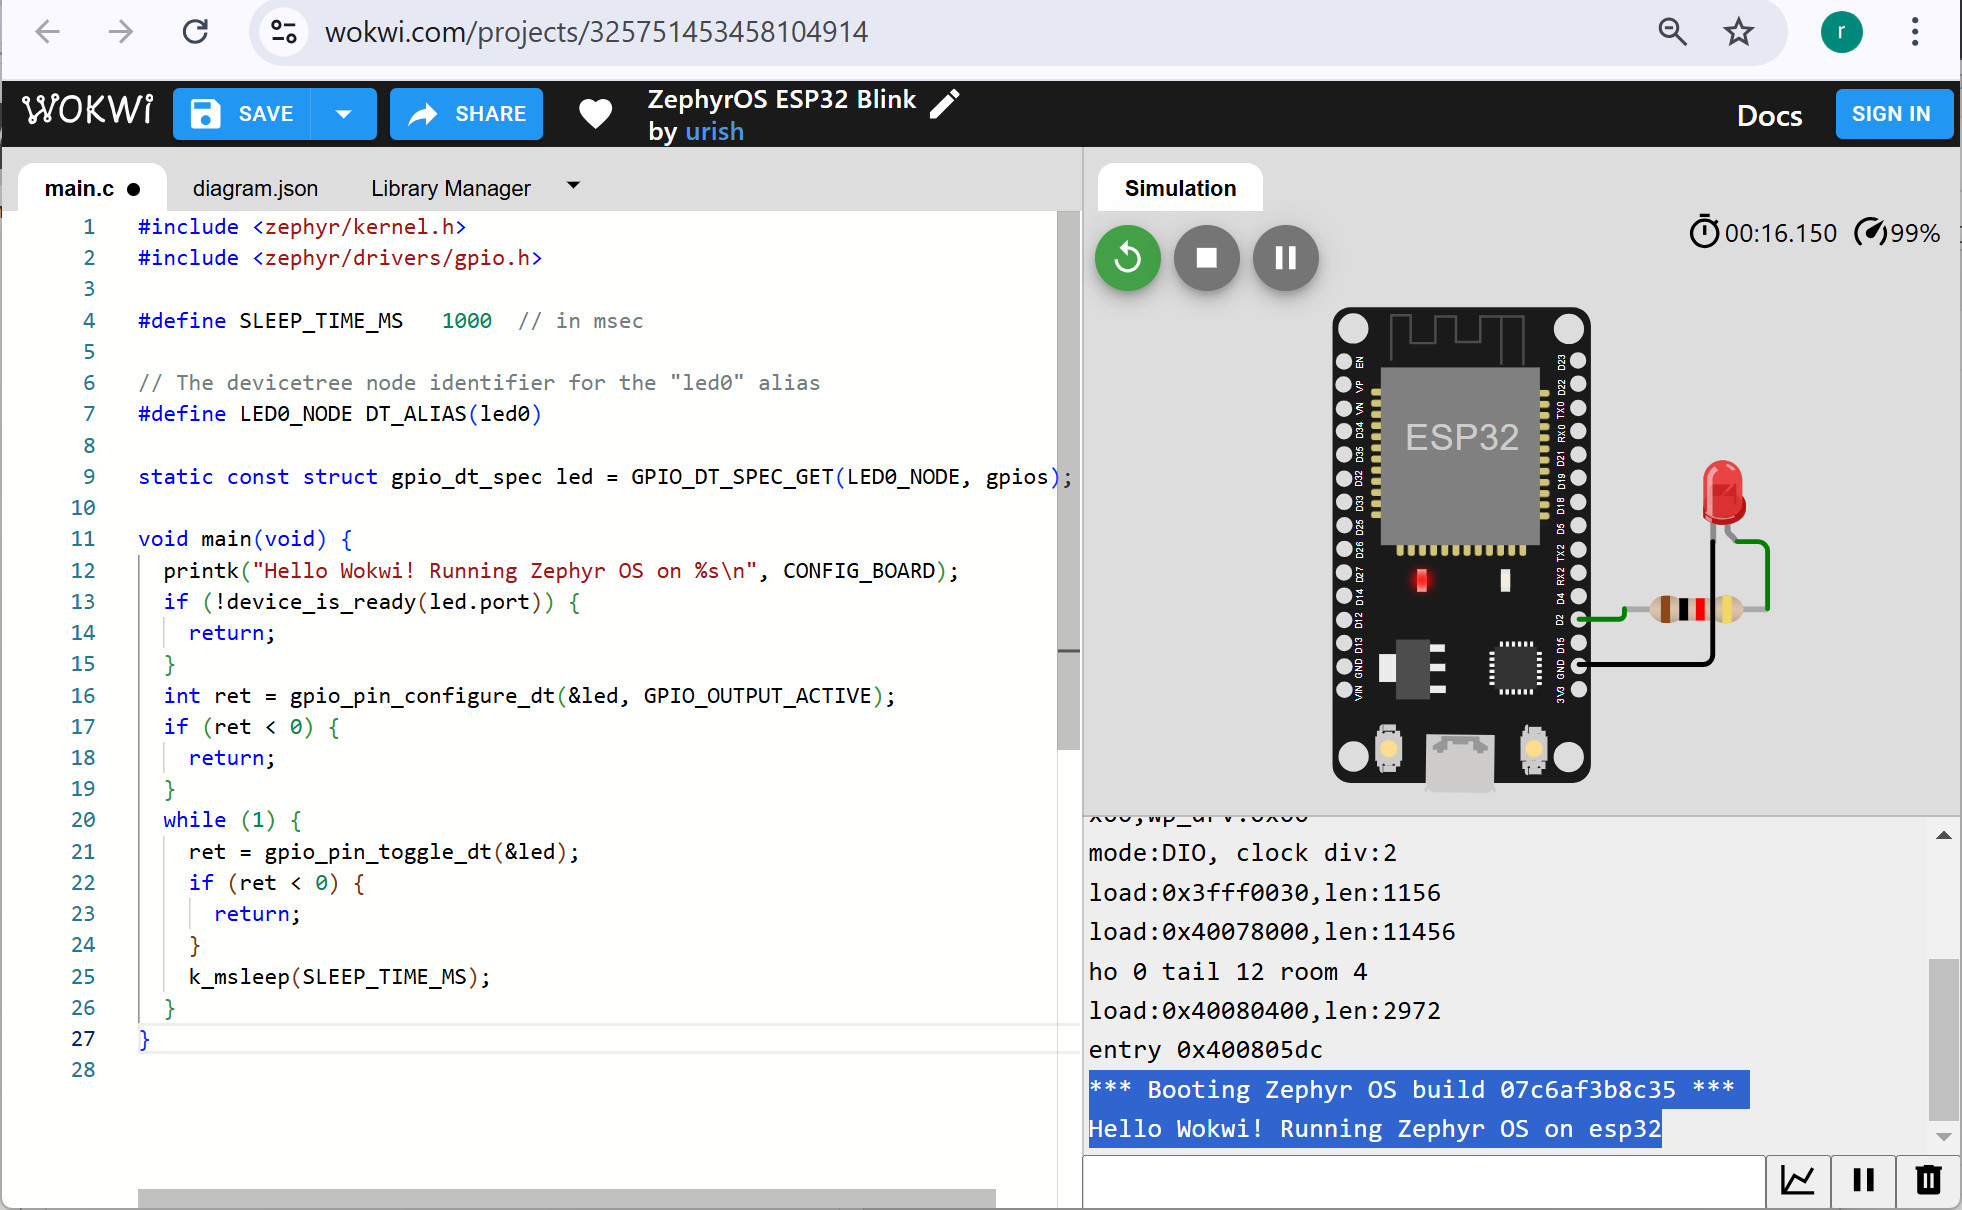 wokwi.com/projects/325751453458104914
r
WOKWi
SAVE
SHARE
ZephyrOS ESP32 Blink
by urish
Docs
SIGN IN
main.c ●
diagram.json
Library Manager
1 #include <zephyr/kernel.h>
2 #include <zephyr/drivers/gpio.h>
3
4 #define SLEEP_TIME_MS   1000  // in msec
5
6 // The devicetree node identifier for the "led0" alias
7 #define LED0_NODE DT_ALIAS(led0)
8
9 static const struct gpio_dt_spec led = GPIO_DT_SPEC_GET(LED0_NODE, gpios);
10
11 void main(void) {
12   printk("Hello Wokwi! Running Zephyr OS on %s\n", CONFIG_BOARD);
13   if (!device_is_ready(led.port)) {
14     return;
15   }
16   int ret = gpio_pin_configure_dt(&led, GPIO_OUTPUT_ACTIVE);
17   if (ret < 0) {
18     return;
19   }
20   while (1) {
21     ret = gpio_pin_toggle_dt(&led);
22     if (ret < 0) {
23       return;
24     }
25     k_msleep(SLEEP_TIME_MS);
26   }
27 }
28
Simulation
00:16.150
99%
EN
VP
VN
D34
D35
D32
D33
D25
D26
D27
D14
D12
D13
GND
VIN
ESP32
D23
D22
TX0
RX0
D21
D19
D18
D5
TX2
RX2
D4
D2
D15
GND
3V3
mode:DIO, clock div:2
load:0x3fff0030,len:1156
load:0x40078000,len:11456
ho 0 tail 12 room 4
load:0x40080400,len:2972
entry 0x400805dc
*** Booting Zephyr OS build 07c6af3b8c35 ***
Hello Wokwi! Running Zephyr OS on esp32